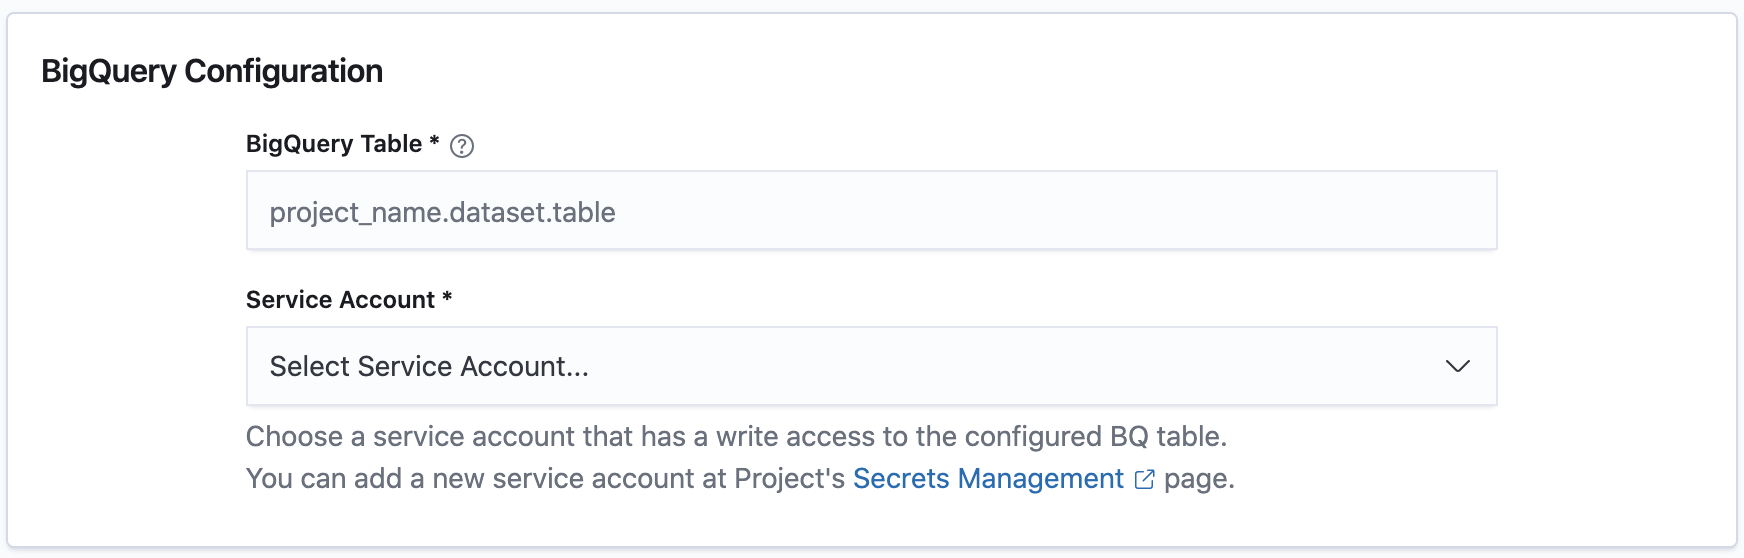 BigQuery Configuration
BigQuery Table *
project_name.dataset.table
Service Account *
Select Service Account...
Choose a service account that has a write access to the configured BQ table.
You can add a new service account at Project's Secrets Management page.